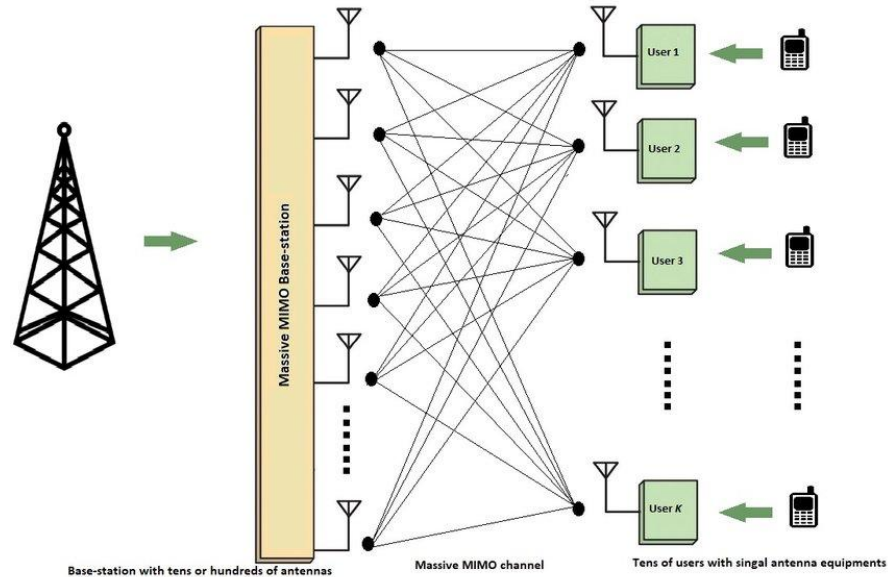 Massive MIMO Base-station
User 1
User 2
User 3
User K
Base-station with tens or hundreds of antennas
Massive MIMO channel
Tens of users with singal antenna equipments